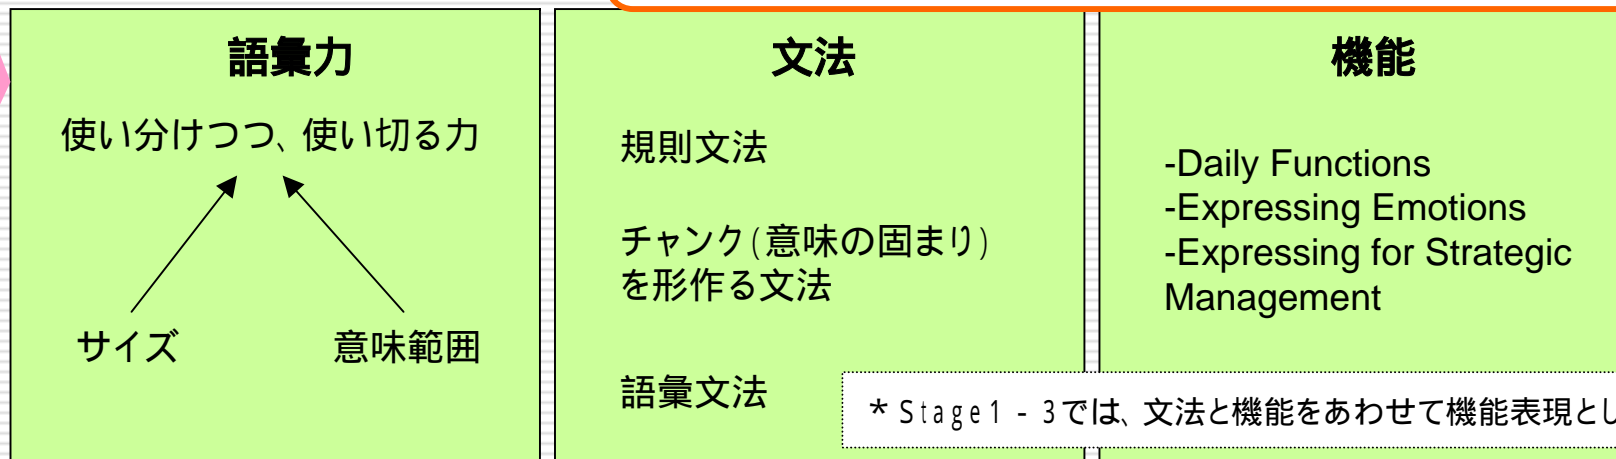 語彙力
使い分けつつ、使い切る力
サイズ
意味範囲
文法
規則文法
チャンク(意味の固まり)
を形作る文法
語彙文法
機能
-Daily Functions
-Expressing Emotions
-Expressing for Strategic
Management
*Stage1-3では、文法と機能をあわせて機能表現とし